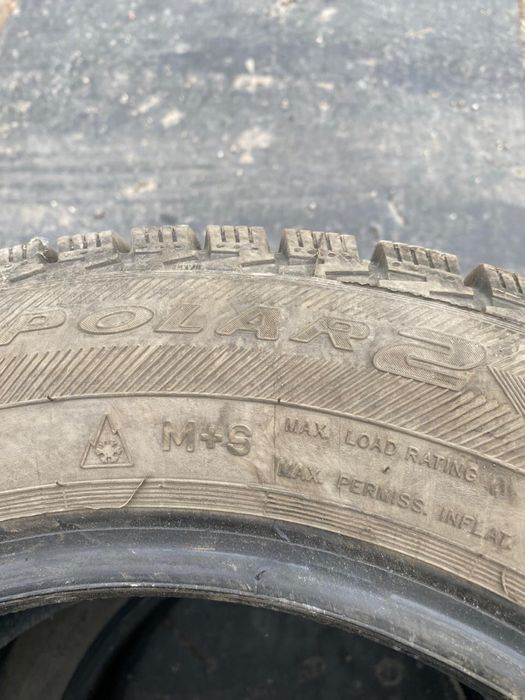 POLAR 2
M+S
MAX. LOAD RATING
MAX. PERMISS. INFLAT.